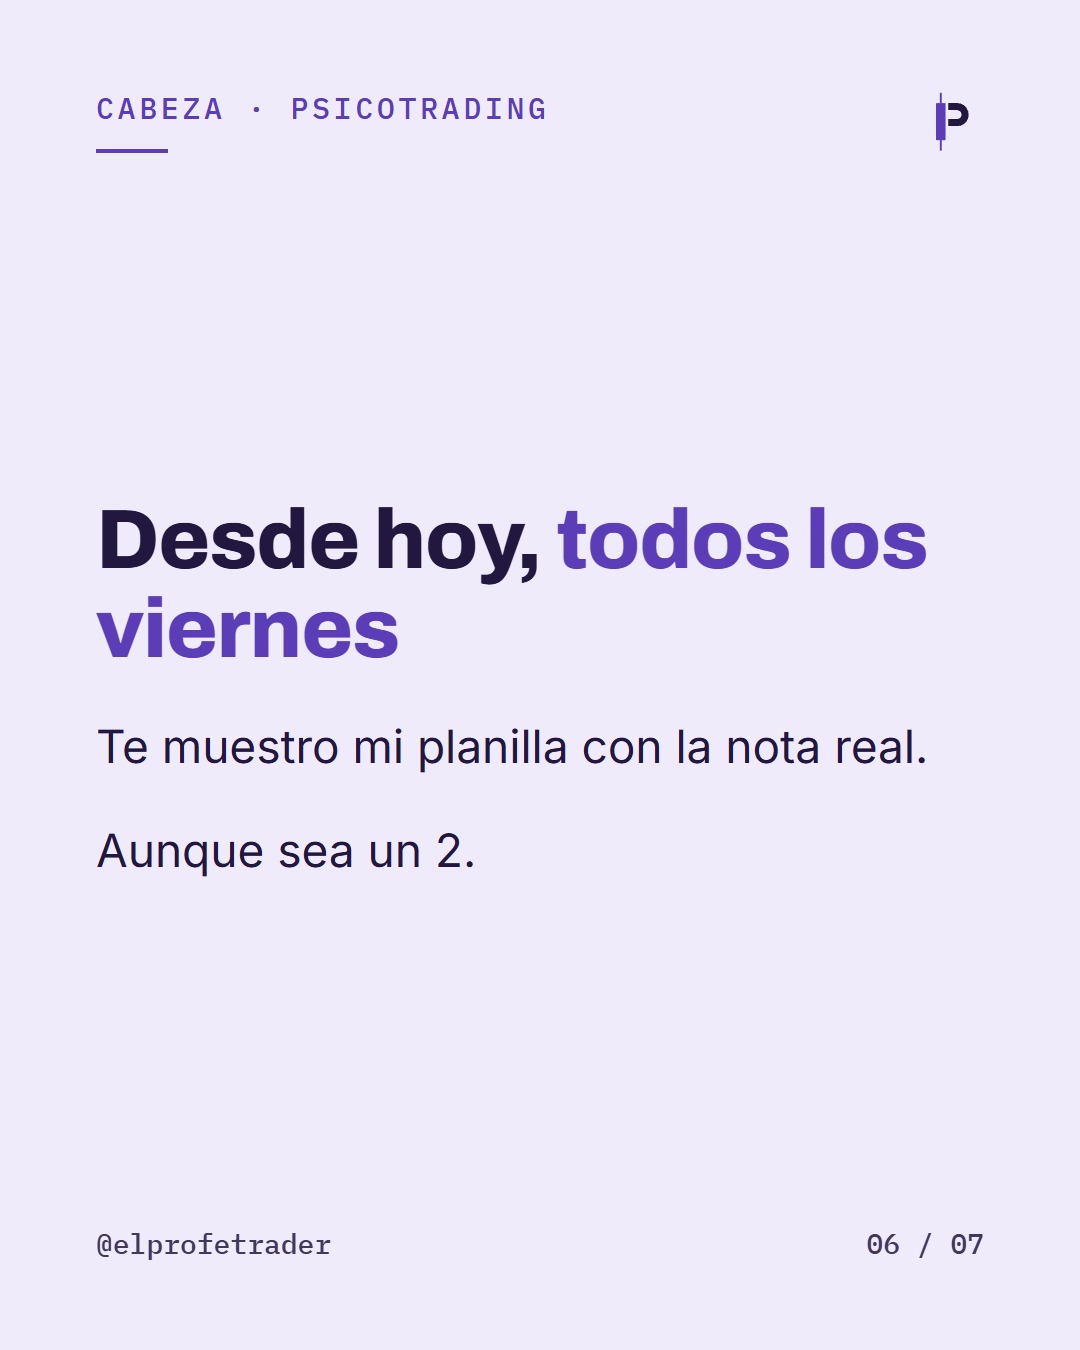 CABEZA · PSICOTRADING
Desde hoy, todos los
viernes
Te muestro mi planilla con la nota real.
Aunque sea un 2.
@elprofetrader
06 / 07